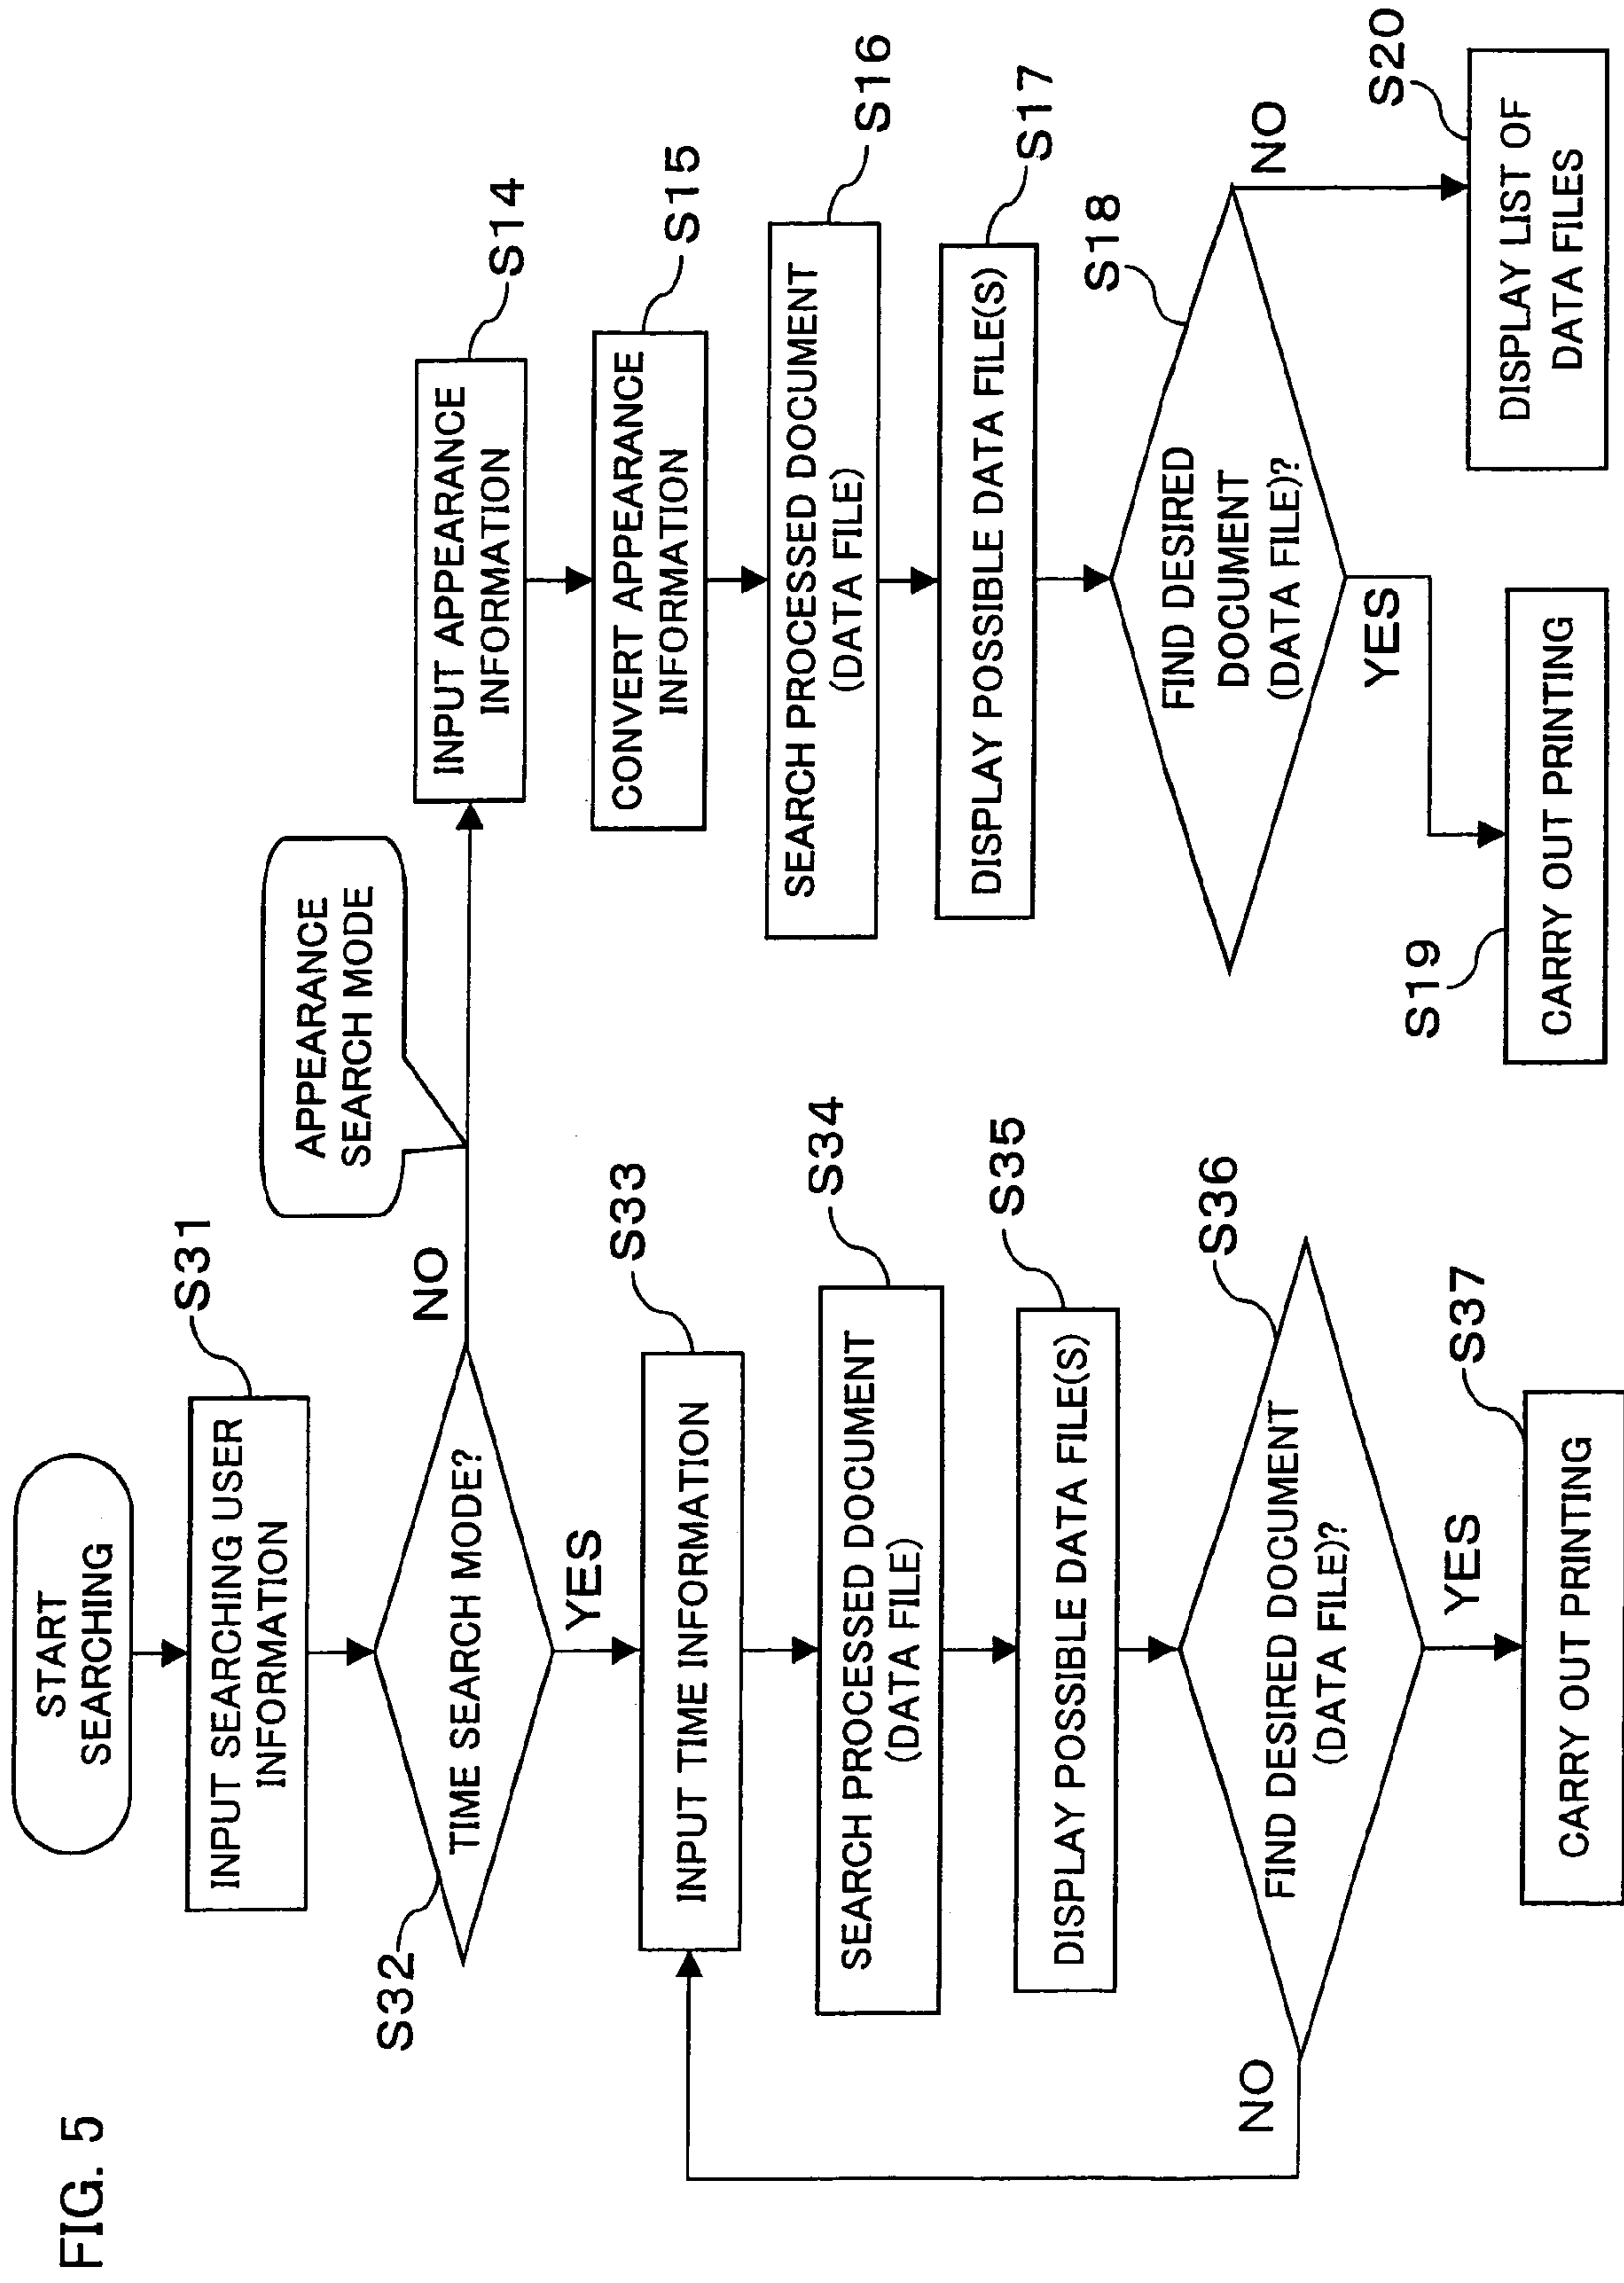 FIG. 5
START
SEARCHING
S31
INPUT SEARCHING USER
INFORMATION
S32
TIME SEARCH MODE?
NO
APPEARANCE
SEARCH MODE
YES
S33
INPUT TIME INFORMATION
S34
SEARCH PROCESSED DOCUMENT
(DATA FILE)
S35
DISPLAY POSSIBLE DATA FILE(S)
S36
FIND DESIRED DOCUMENT
(DATA FILE)?
NO
YES
S37
CARRY OUT PRINTING
S14
INPUT APPEARANCE
INFORMATION
S15
CONVERT APPEARANCE
INFORMATION
S16
SEARCH PROCESSED DOCUMENT
(DATA FILE)
S17
DISPLAY POSSIBLE DATA FILE(S)
S18
FIND DESIRED
DOCUMENT
(DATA FILE)?
NO
YES
S19
CARRY OUT PRINTING
S20
DISPLAY LIST OF
DATA FILES